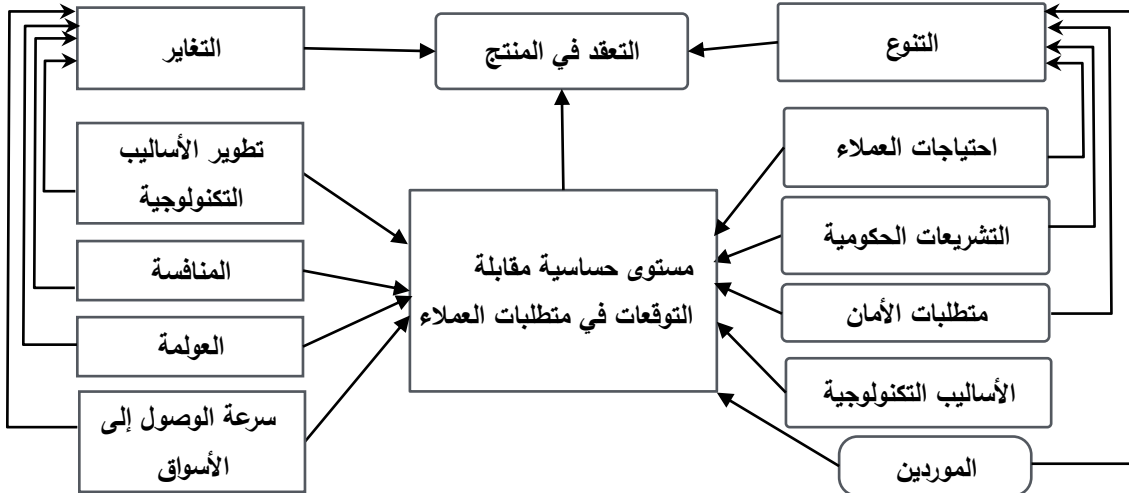 التنوع
التعقد في المنتج
التغاير
احتياجات العملاء
تطوير الأساليب
التكنولوجية
التشريعات الحكومية
مستوى حساسية مقابلة
التوقعات في متطلبات العملاء
المنافسة
متطلبات الأمان
العولمة
الأساليب التكنولوجية
سرعة الوصول إلى
الأسواق
الموردين